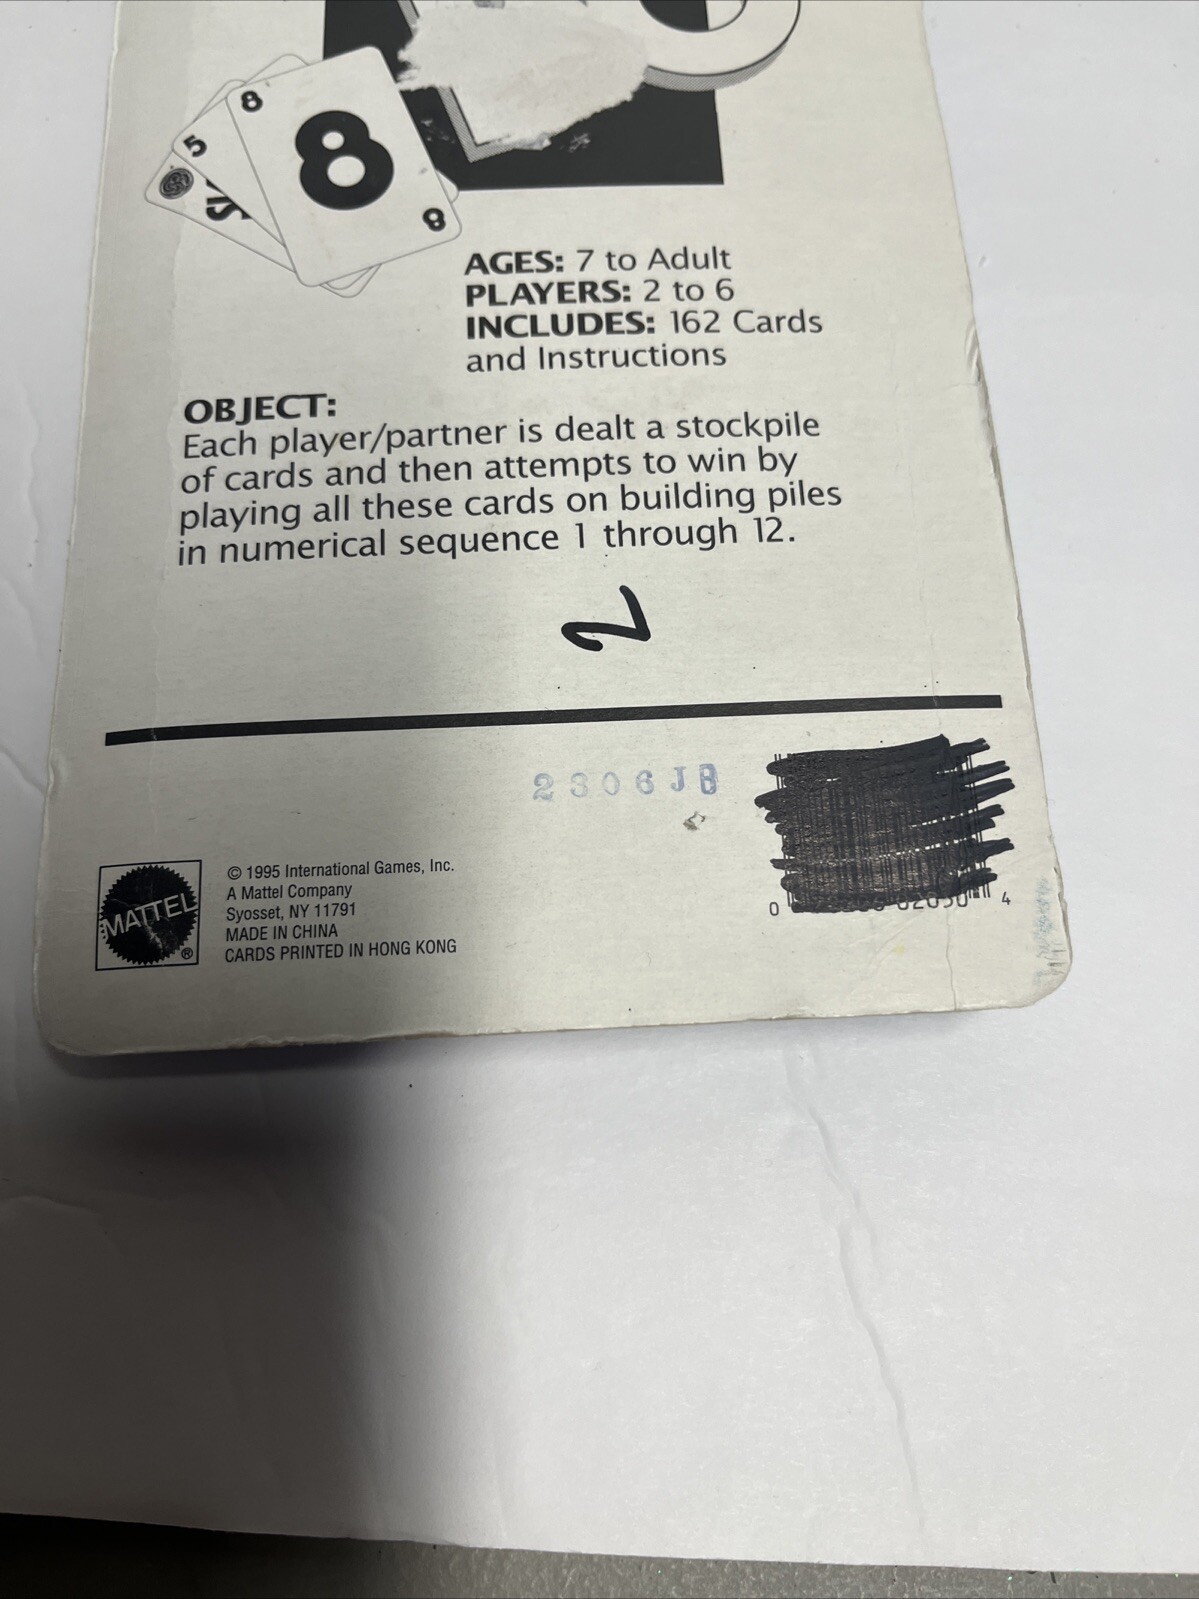 8
8
8
5
AGES: 7 to Adult
PLAYERS: 2 to 6
INCLUDES: 162 Cards
and Instructions
OBJECT:
Each player/partner is dealt a stockpile
of cards and then attempts to win by
playing all these cards on building piles
in numerical sequence 1 through 12.
2
2306JB
MATTEL
®
© 1995 International Games, Inc.
A Mattel Company
Syosset, NY 11791
MADE IN CHINA
CARDS PRINTED IN HONG KONG
0 4